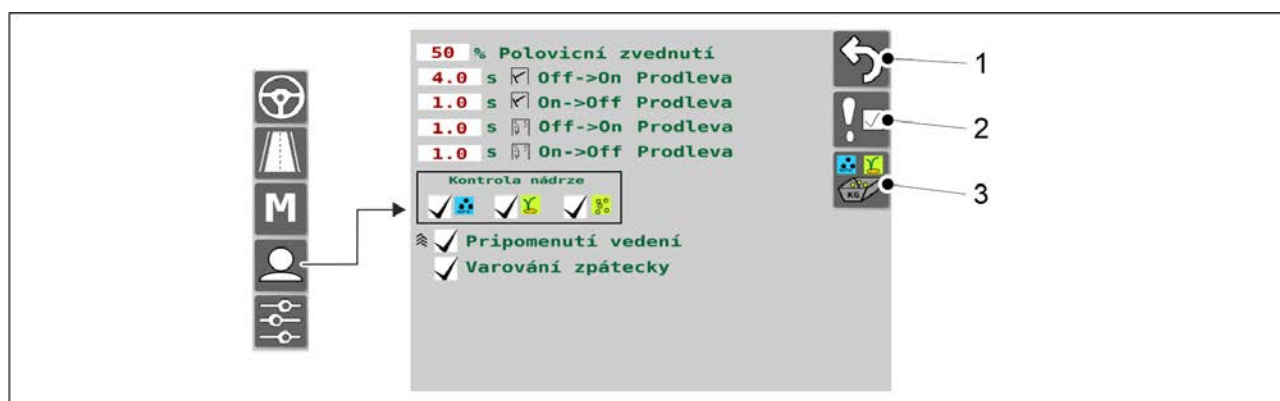 50 % Polovicní zvednutí
4.0 s Off->On Prodleva
1.0 s On->Off Prodleva
1.0 s Off->On Prodleva
1.0 s On->Off Prodleva
Kontrola nádrze
Pripomenutí vedení
Varování zpátecky
M
KG
1
2
3